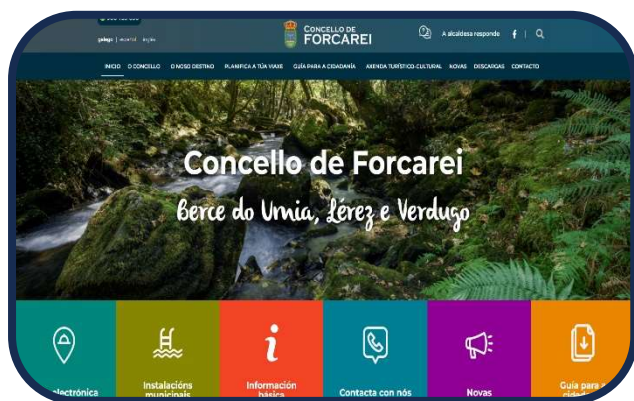 galego | español inglés
CONCELLO DE
FORCAREI
A alcaldesa responde
INICIO O CONCELLO O NOSO DESTINO PLANIFICA A TÚA VIAXE GUÍA PARA A CIDADANÍA AXENDA TURÍSTICO-CULTURAL NOVAS DESCARGAS CONTACTO
Concello de Forcarei
Berce do Umia, Lérez e Verdugo
electrónica
Instalacións
municipais
Información
básica
Contacta con nós
Novas
Guía para a